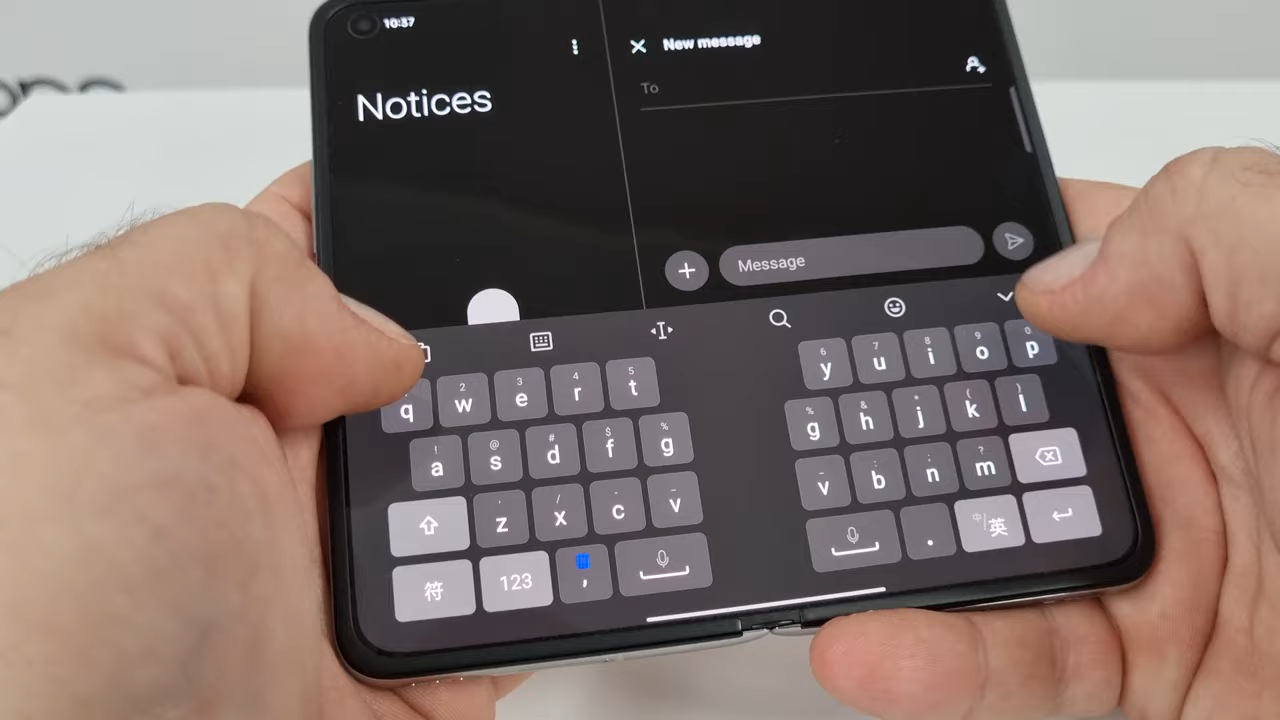 10:37
Notices
New message
To
Message
1 2 3 4 5 6 7 8 9 0
q w e r t y u i o p
! @ # $ % % & * ( )
a s d f g g h j k l
z x c v v b n m
符 123 , . 中/英